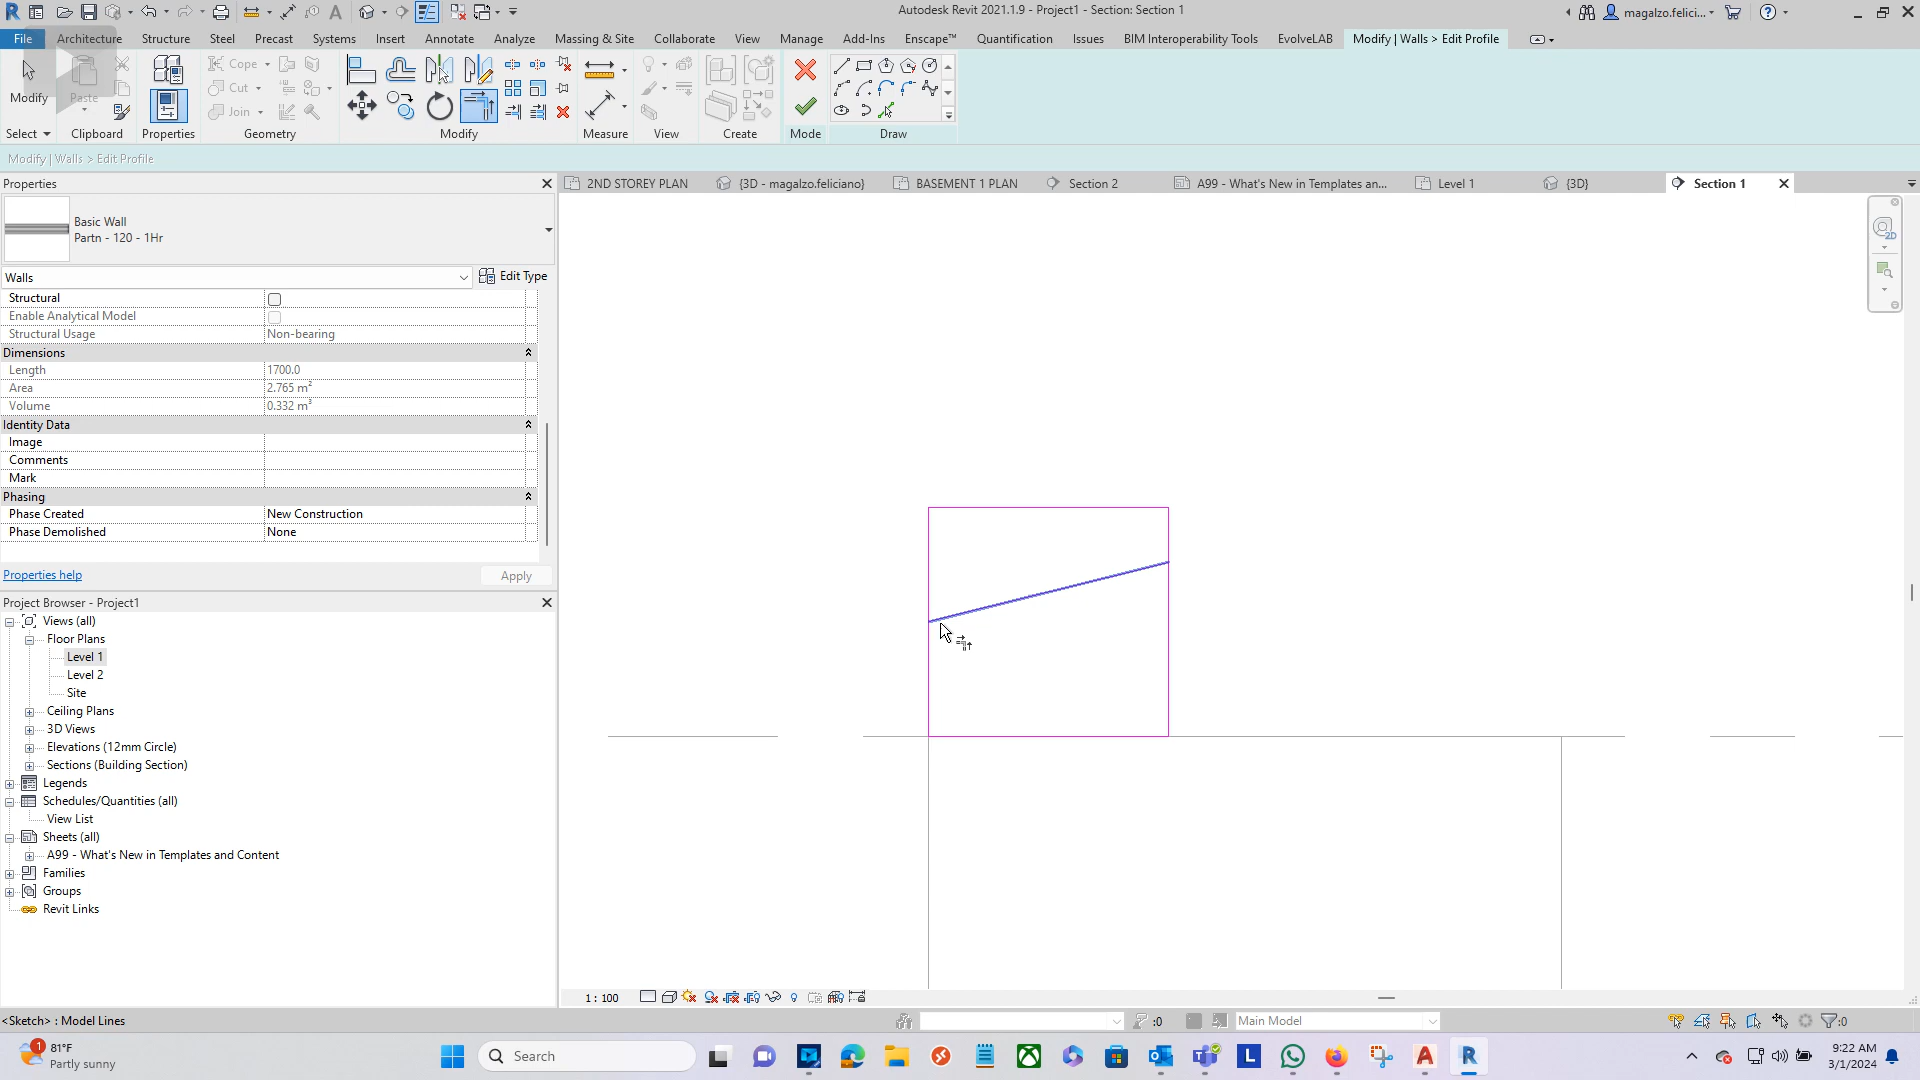 Autodesk Revit 2021.1.9 - Project1 - Section: Section 1
magalzo.felici...
File Architecture Structure Steel Precast Systems Insert Annotate Analyze Massing & Site Collaborate View Manage Add-Ins Enscape™ Quantification Issues BIM Interoperability Tools EvolveLAB Modify | Walls > Edit Profile
Modify Paste Cope Cut Join
Select Clipboard Properties Geometry Modify Measure View Create Mode Draw
Modify | Walls > Edit Profile
Properties
2ND STOREY PLAN {3D - magalzo.feliciano} BASEMENT 1 PLAN Section 2 A99 - What's New in Templates an... Level 1 {3D} Section 1
Basic Wall
Partn - 120 - 1Hr
2D
Walls Edit Type
Structural
Enable Analytical Model
Structural Usage Non-bearing
Dimensions
Length 1700.0
Area 2.765 m²
Volume 0.332 m³
Identity Data
Image
Comments
Mark
Phasing
Phase Created New Construction
Phase Demolished None
Properties help Apply
Project Browser - Project1
Views (all)
Floor Plans
Level 1
Level 2
Site
Ceiling Plans
3D Views
Elevations (12mm Circle)
Sections (Building Section)
Legends
Schedules/Quantities (all)
View List
Sheets (all)
A99 - What's New in Templates and Content
Families
Groups
Revit Links
1 : 100
<Sketch> : Model Lines :0 Main Model :0
1 81°F
Partly sunny
Search
9:22 AM
3/1/2024